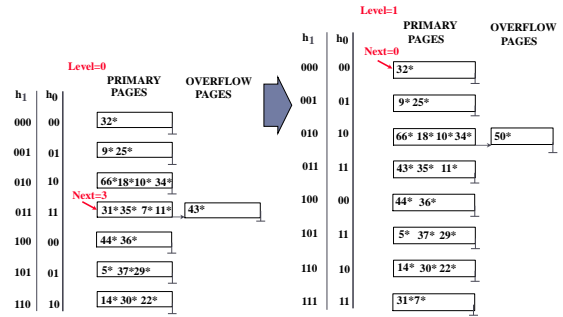 Level=0
h1 h0 PRIMARY PAGES OVERFLOW PAGES
000 00 32*
001 01 9* 25*
010 10 66*18*10* 34*
Next=3
011 11 31*35* 7*11* 43*
100 00 44* 36*
101 01 5* 37*29*
110 10 14* 30* 22*
Level=1
h1 h0 PRIMARY PAGES OVERFLOW PAGES
Next=0
000 00 32*
001 01 9* 25*
010 10 66* 18*10*34* 50*
011 11 43* 35* 11*
100 00 44* 36*
101 11 5* 37* 29*
110 10 14* 30* 22*
111 11 31*7*